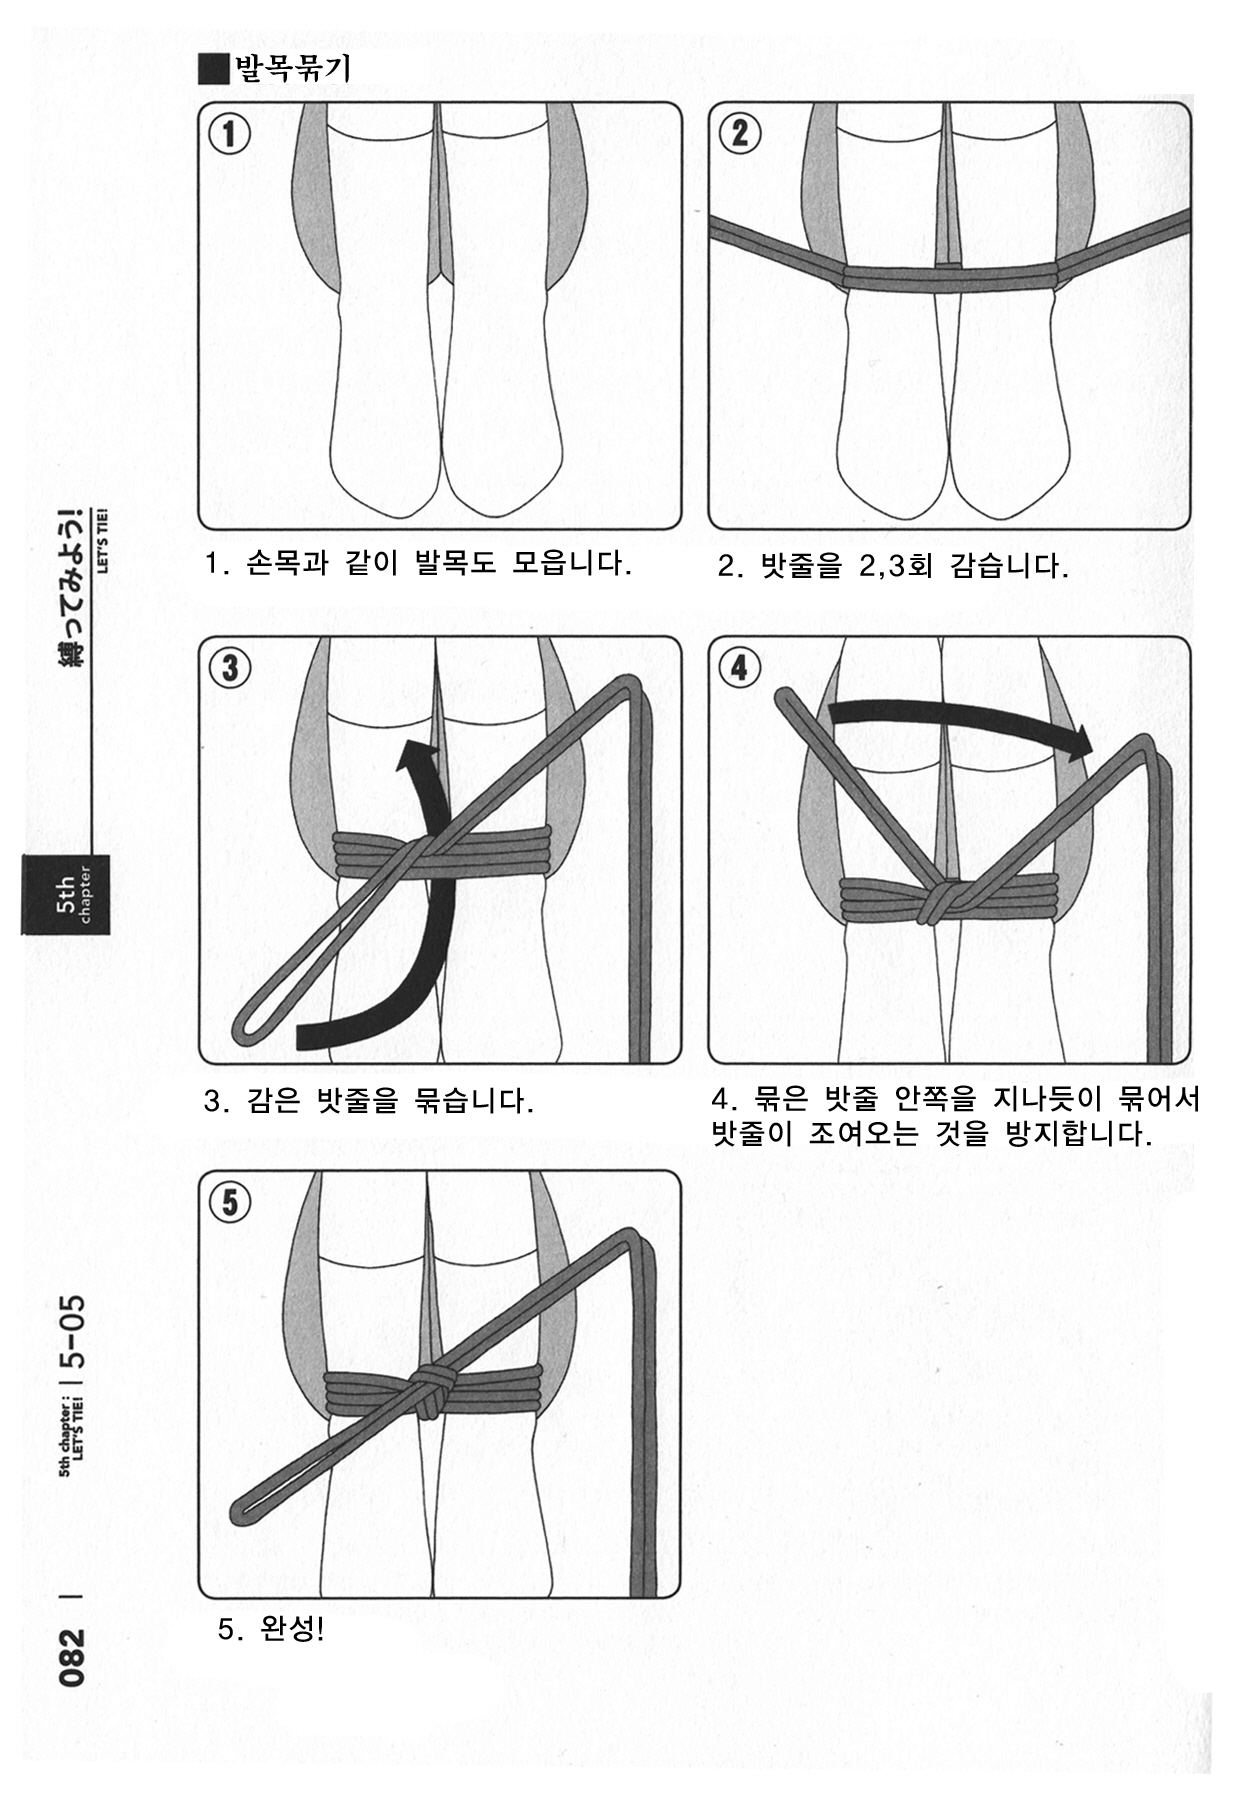 ■발목묶기
1
2
1. 손목과 같이 발목도 모읍니다.
2. 밧줄을 2,3회 감습니다.
3
4
3. 감은 밧줄을 묶습니다.
4. 묶은 밧줄 안쪽을 지나듯이 묶어서
밧줄이 조여오는 것을 방지합니다.
5
5. 완성!
縛ってみよう!
LET'S TIE!
5th
chapter
5th chapter :
LET'S TIE!
5-05
082